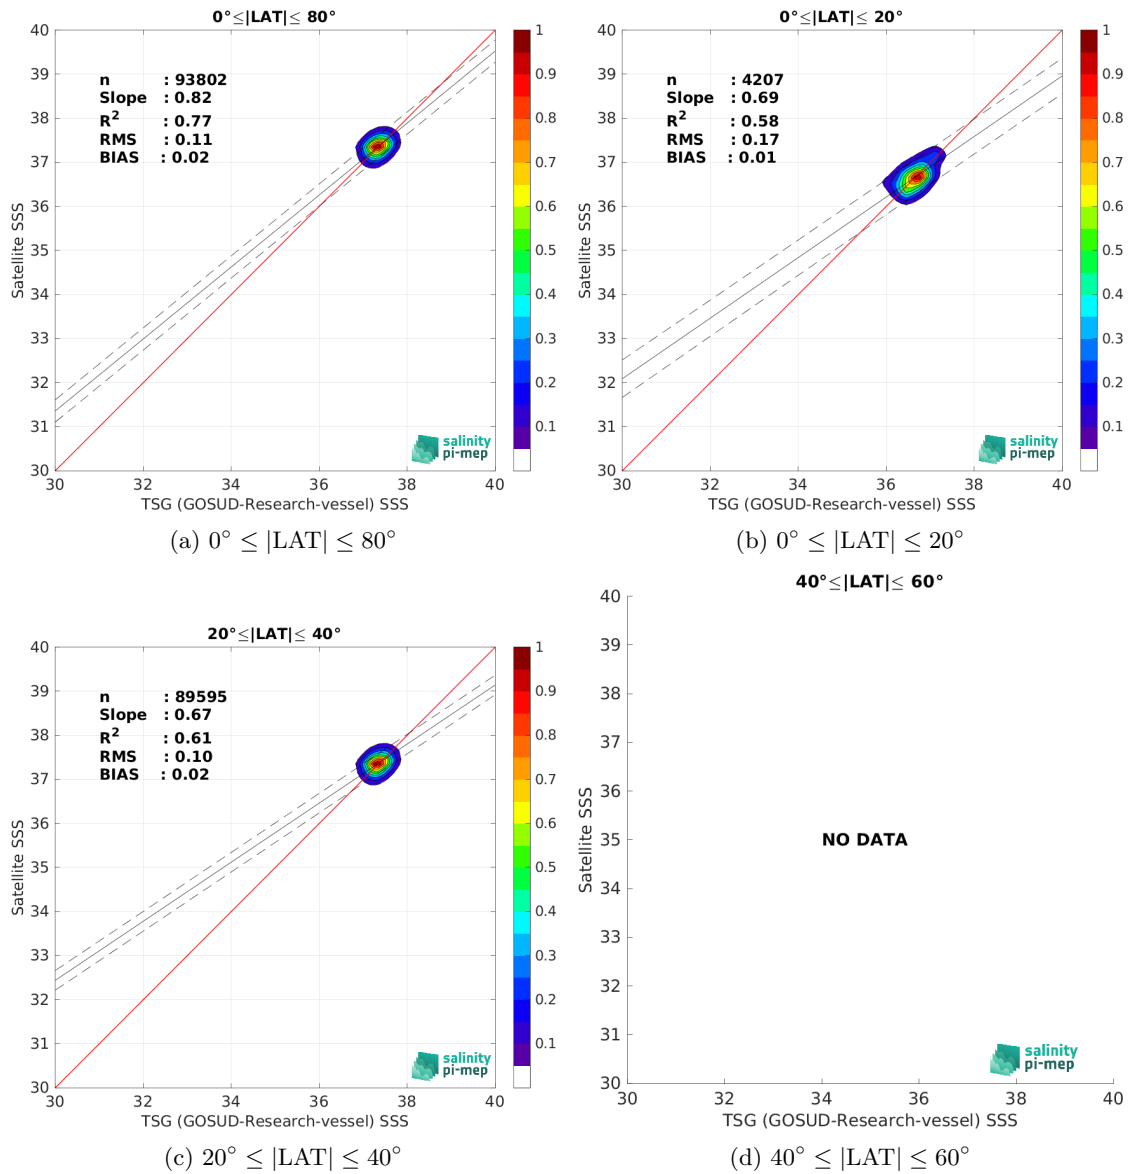 0°≤|LAT|≤ 80°
40
39
38
37
36
35
34
33
32
31
30
Satellite SSS
n : 93802
Slope : 0.82
R2 : 0.77
RMS : 0.11
BIAS : 0.02
1
0.9
0.8
0.7
0.6
0.5
0.4
0.3
0.2
0.1
salinity
pi-mep
30 32 34 36 38 40
TSG (GOSUD-Research-vessel) SSS
(a) 0° ≤ |LAT| ≤ 80°
0°≤|LAT|≤ 20°
40
39
38
37
36
35
34
33
32
31
30
Satellite SSS
n : 4207
Slope : 0.69
R2 : 0.58
RMS : 0.17
BIAS : 0.01
1
0.9
0.8
0.7
0.6
0.5
0.4
0.3
0.2
0.1
salinity
pi-mep
30 32 34 36 38 40
TSG (GOSUD-Research-vessel) SSS
(b) 0° ≤ |LAT| ≤ 20°
20°≤|LAT|≤ 40°
40
39
38
37
36
35
34
33
32
31
30
Satellite SSS
n : 89595
Slope : 0.67
R2 : 0.61
RMS : 0.10
BIAS : 0.02
1
0.9
0.8
0.7
0.6
0.5
0.4
0.3
0.2
0.1
salinity
pi-mep
30 32 34 36 38 40
TSG (GOSUD-Research-vessel) SSS
(c) 20° ≤ |LAT| ≤ 40°
40°≤|LAT|≤ 60°
40
39
38
37
36
35
34
33
32
31
30
Satellite SSS
NO DATA
salinity
pi-mep
30 32 34 36 38 40
TSG (GOSUD-Research-vessel) SSS
(d) 40° ≤ |LAT| ≤ 60°